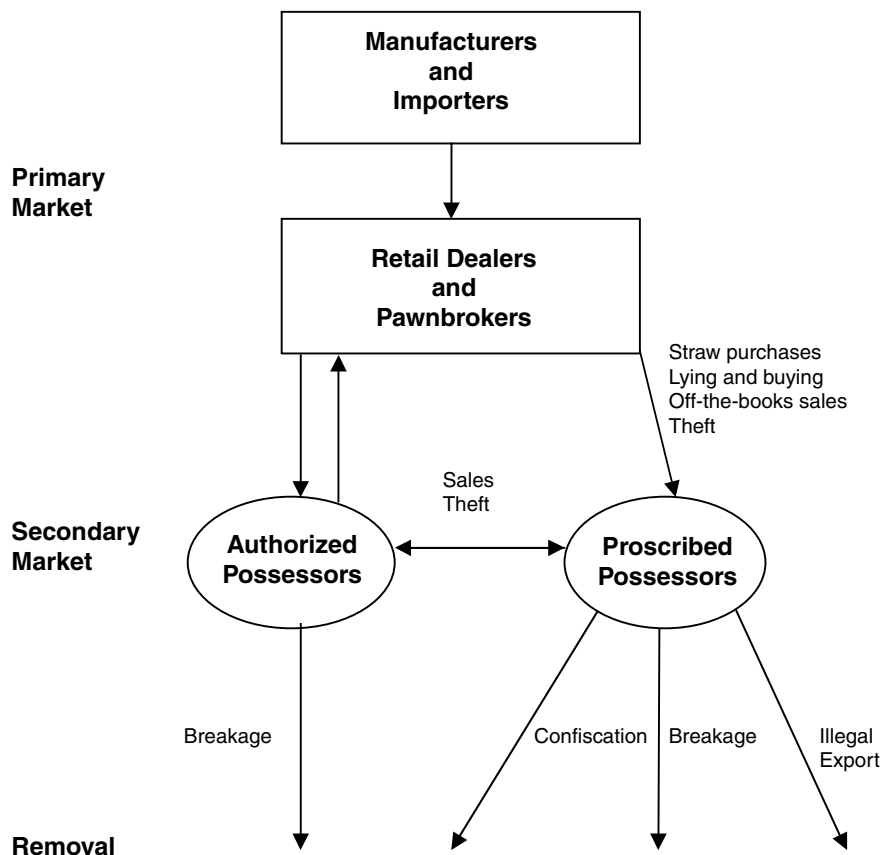 Manufacturers
and
Importers
Primary
Market
Retail Dealers
and
Pawnbrokers
Straw purchases
Lying and buying
Off-the-books sales
Theft
Sales
Theft
Secondary
Market
Authorized
Possessors
Proscribed
Possessors
Breakage
Confiscation
Breakage
Illegal
Export
Removal